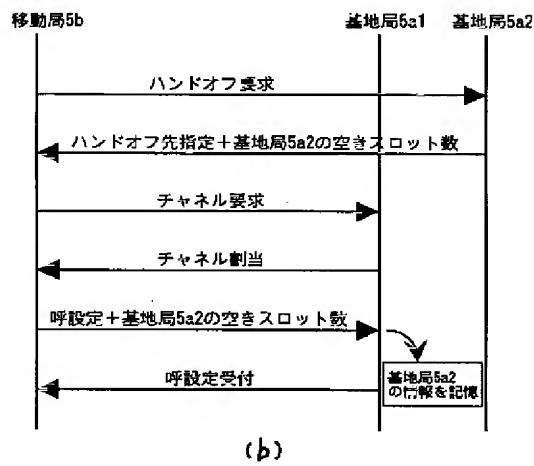 移動局5b
基地局5a1
基地局5a2
ハンドオフ要求
ハンドオフ先指定＋基地局5a2の空きスロット数
チャネル要求
チャネル割当
呼設定＋基地局5a2の空きスロット数
呼設定受付
基地局5a2
の情報を記憶
(b)